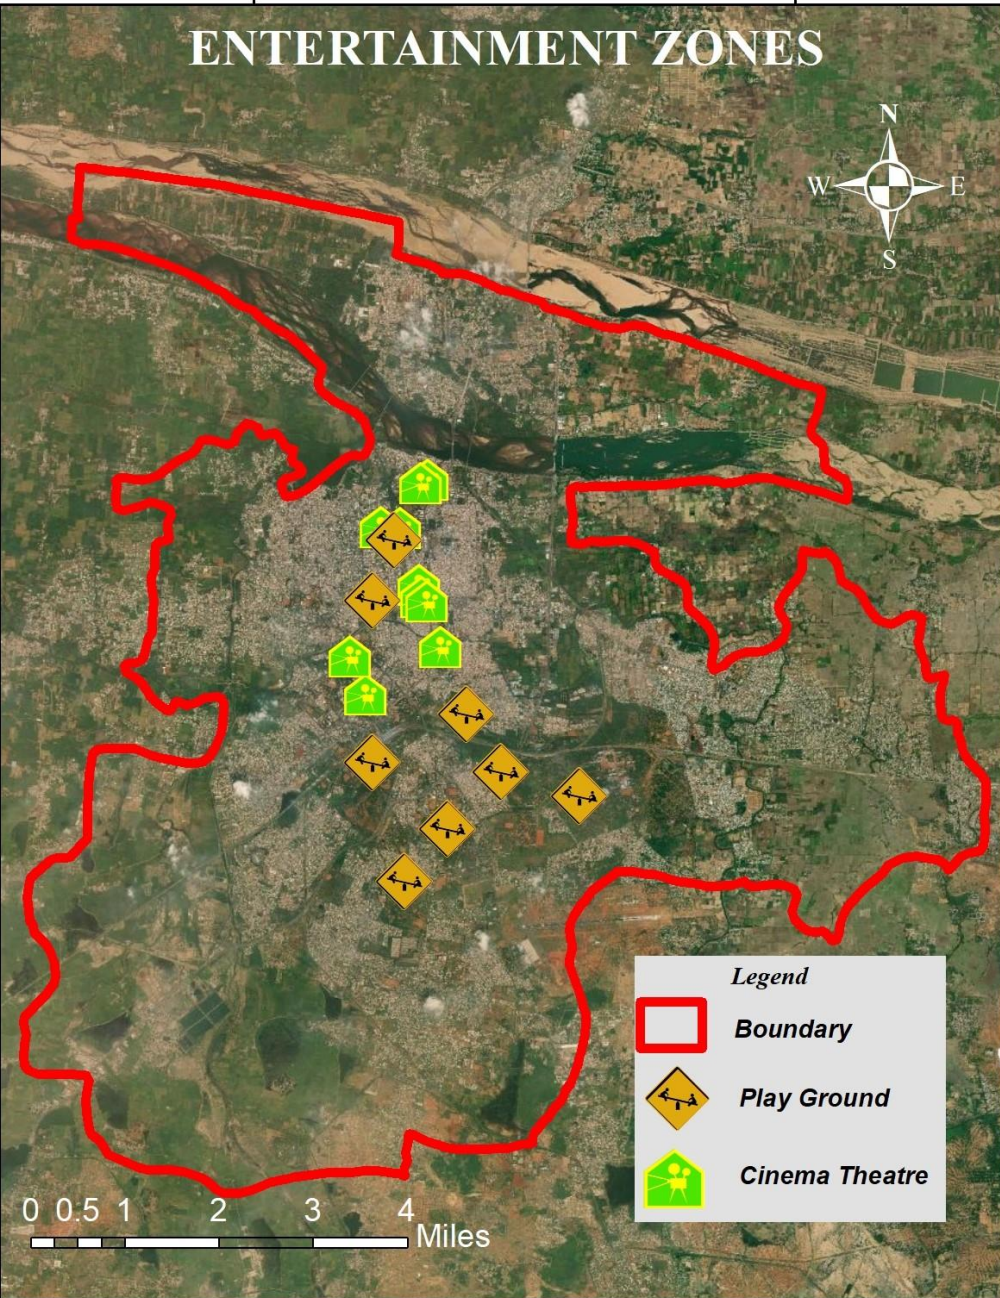 ENTERTAINMENT ZONES
N
W E
S
Legend
Boundary
Play Ground
Cinema Theatre
0 0.5 1 2 3 4
Miles